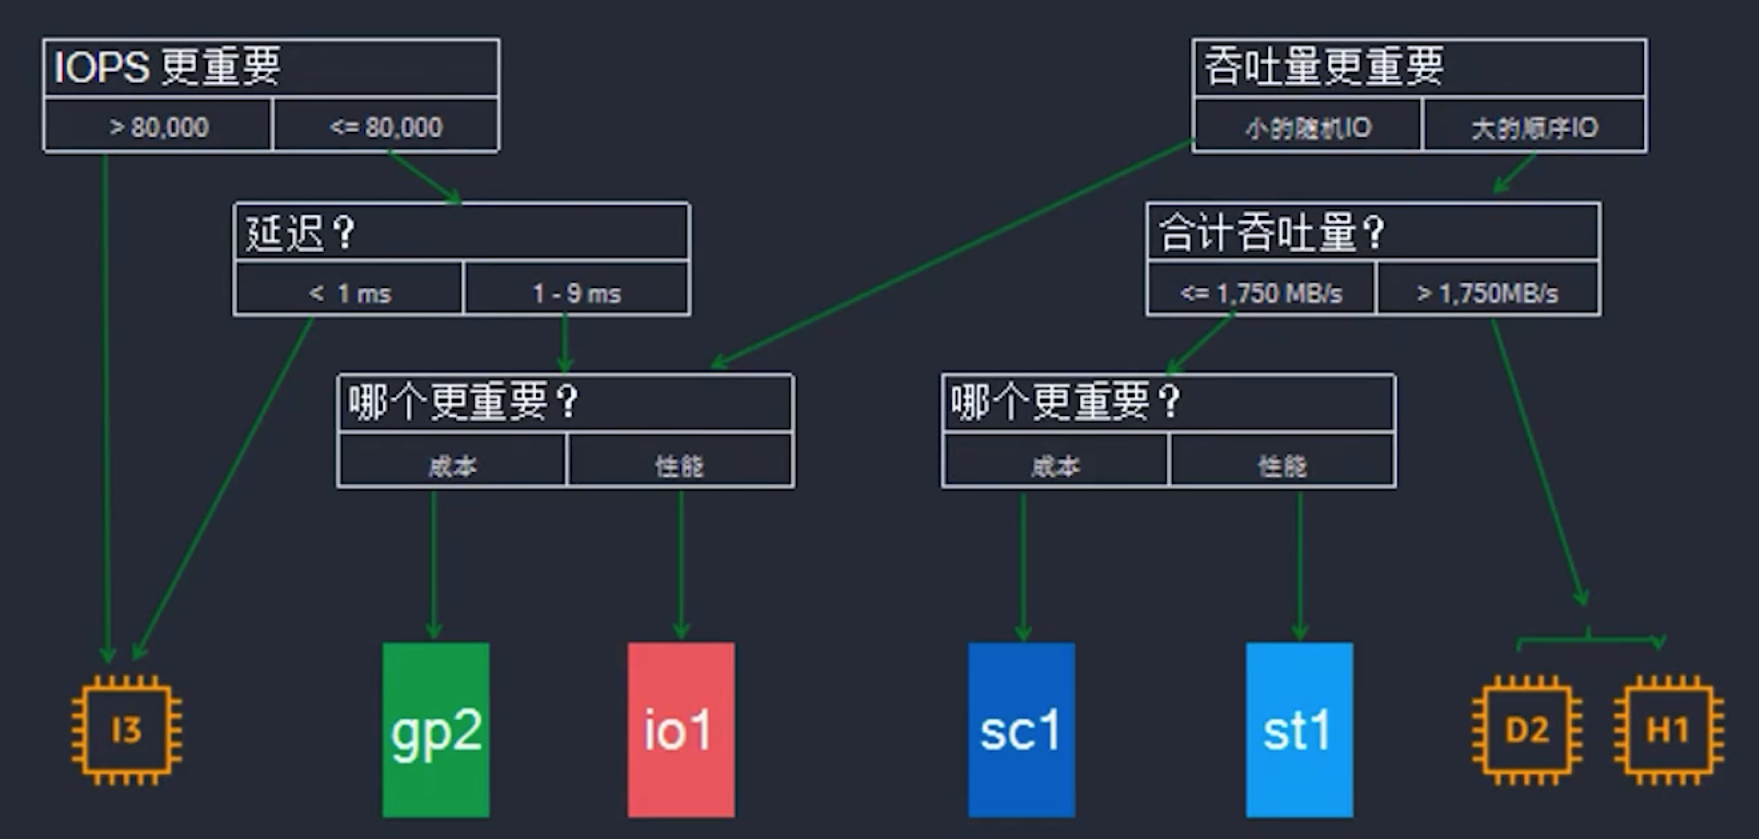 IOPS 更重要
> 80,000
<= 80,000
吞吐量更重要
小的随机IO
大的顺序IO
延迟？
< 1 ms
1 - 9 ms
合计吞吐量？
<= 1,750 MB/s
> 1,750MB/s
哪个更重要？
成本
性能
哪个更重要？
成本
性能
I3
gp2
io1
sc1
st1
D2
H1